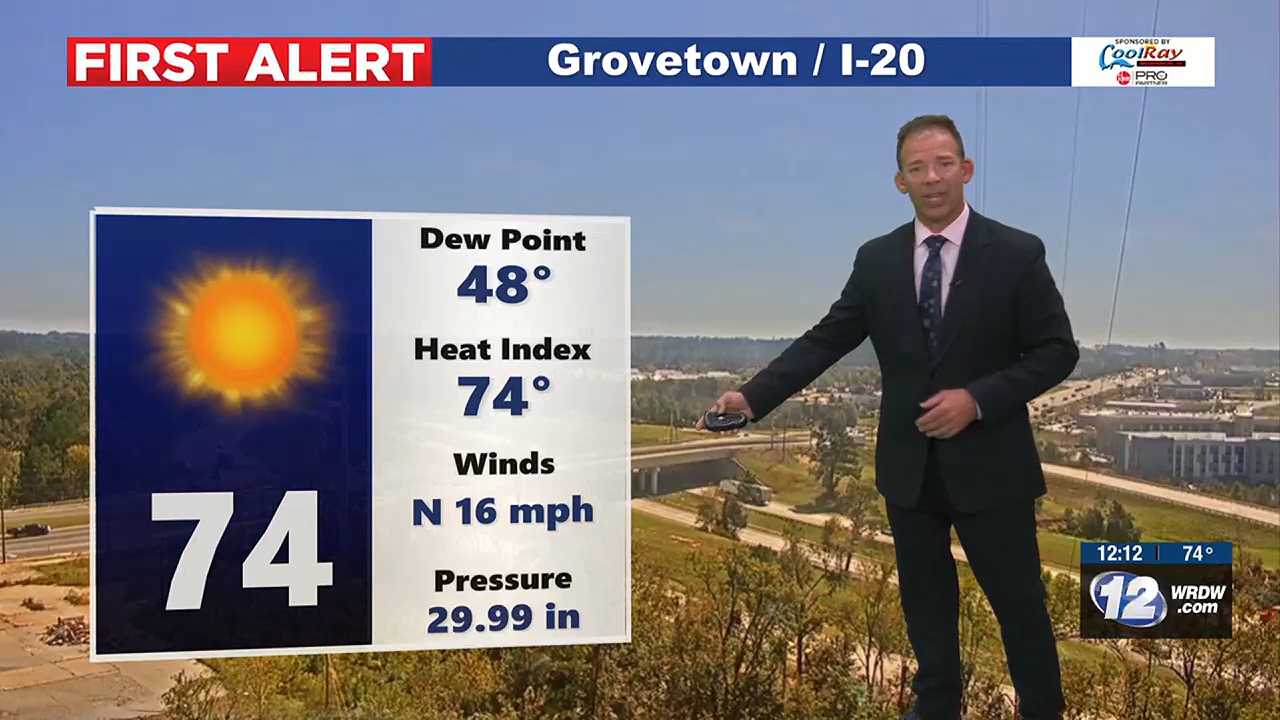 FIRST ALERT
Grovetown / I-20
SPONSORED BY
CoolRay
PRO
PARTNER
Dew Point
48°
Heat Index
74°
Winds
N 16 mph
Pressure
29.99 in
74
12:12 74°
12 WRDW
.com